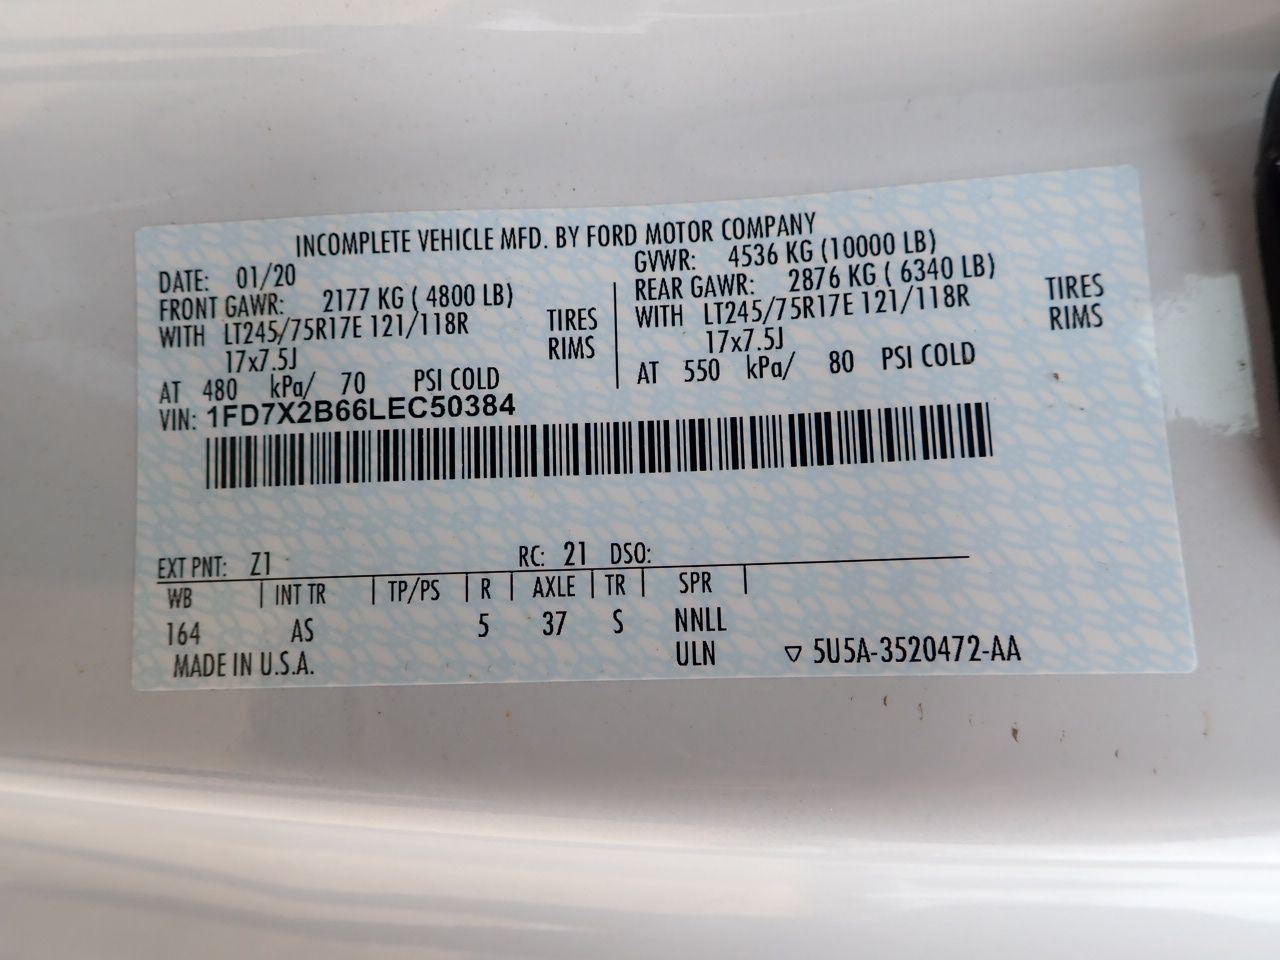 INCOMPLETE VEHICLE MFD. BY FORD MOTOR COMPANY
DATE: 01/20
GVWR: 4536 KG (10000 LB)
FRONT GAWR: 2177 KG ( 4800 LB)
REAR GAWR: 2876 KG ( 6340 LB)
WITH LT245/75R17E 121/118R TIRES
WITH LT245/75R17E 121/118R TIRES
17x7.5J RIMS
17x7.5J RIMS
AT 480 kPa/ 70 PSI COLD
AT 550 kPa/ 80 PSI COLD
VIN: 1FD7X2B66LEC50384
EXT PNT: Z1 RC: 21 DSO:
WB | INT TR | TP/PS | R | AXLE | TR | SPR |
164 AS 5 37 S NNLL
MADE IN U.S.A. ULN ▽ 5U5A-3520472-AA